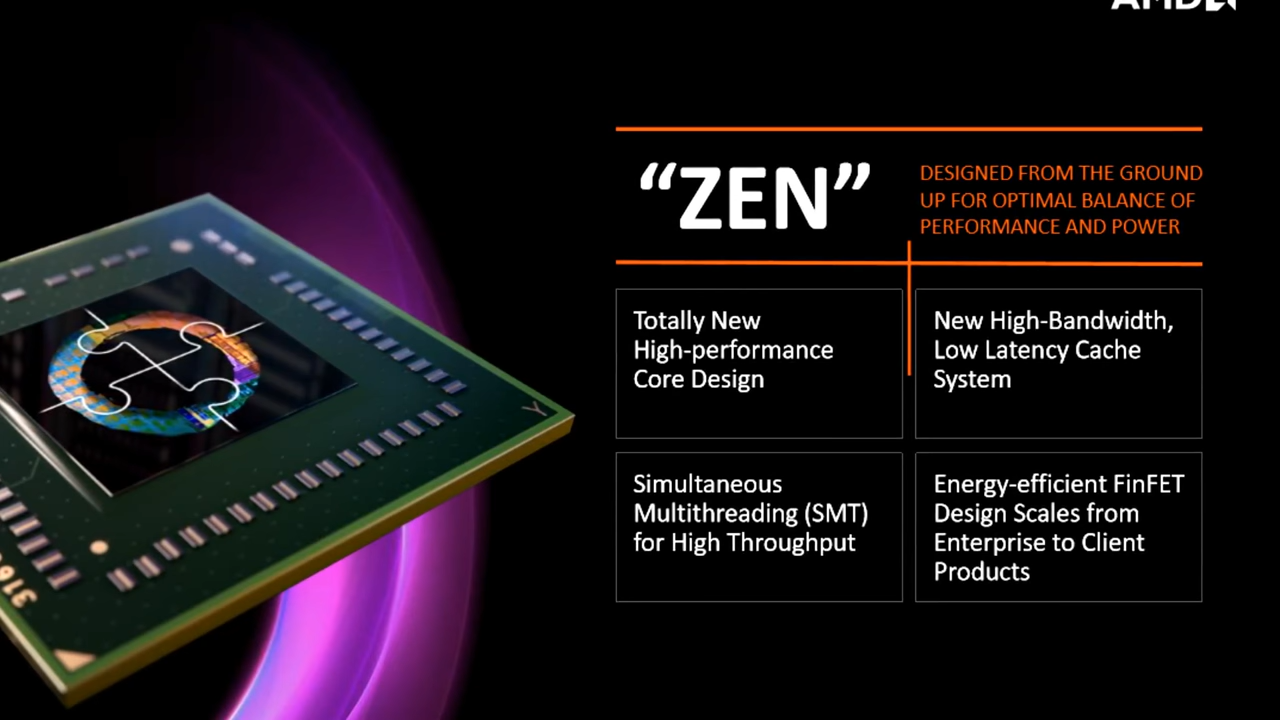 AMD
“ZEN”
DESIGNED FROM THE GROUND
UP FOR OPTIMAL BALANCE OF
PERFORMANCE AND POWER
Totally New
High-performance
Core Design
New High-Bandwidth,
Low Latency Cache
System
Simultaneous
Multithreading (SMT)
for High Throughput
Energy-efficient FinFET
Design Scales from
Enterprise to Client
Products
Y